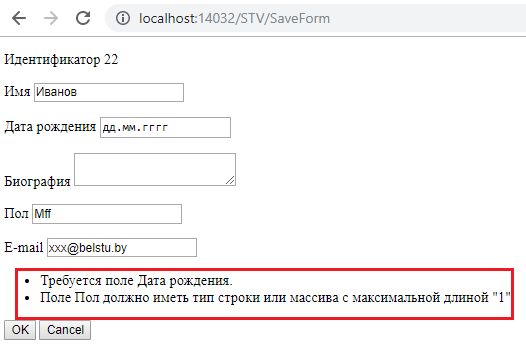 localhost:14032/STV/SaveForm
Идентификатор 22
Имя Иванов
Дата рождения дд.мм.гггг
Биография
Пол Mff
E-mail xxx@belstu.by
Требуется поле Дата рождения.
Поле Пол должно иметь тип строки или массива с максимальной длиной "1"
OK Cancel